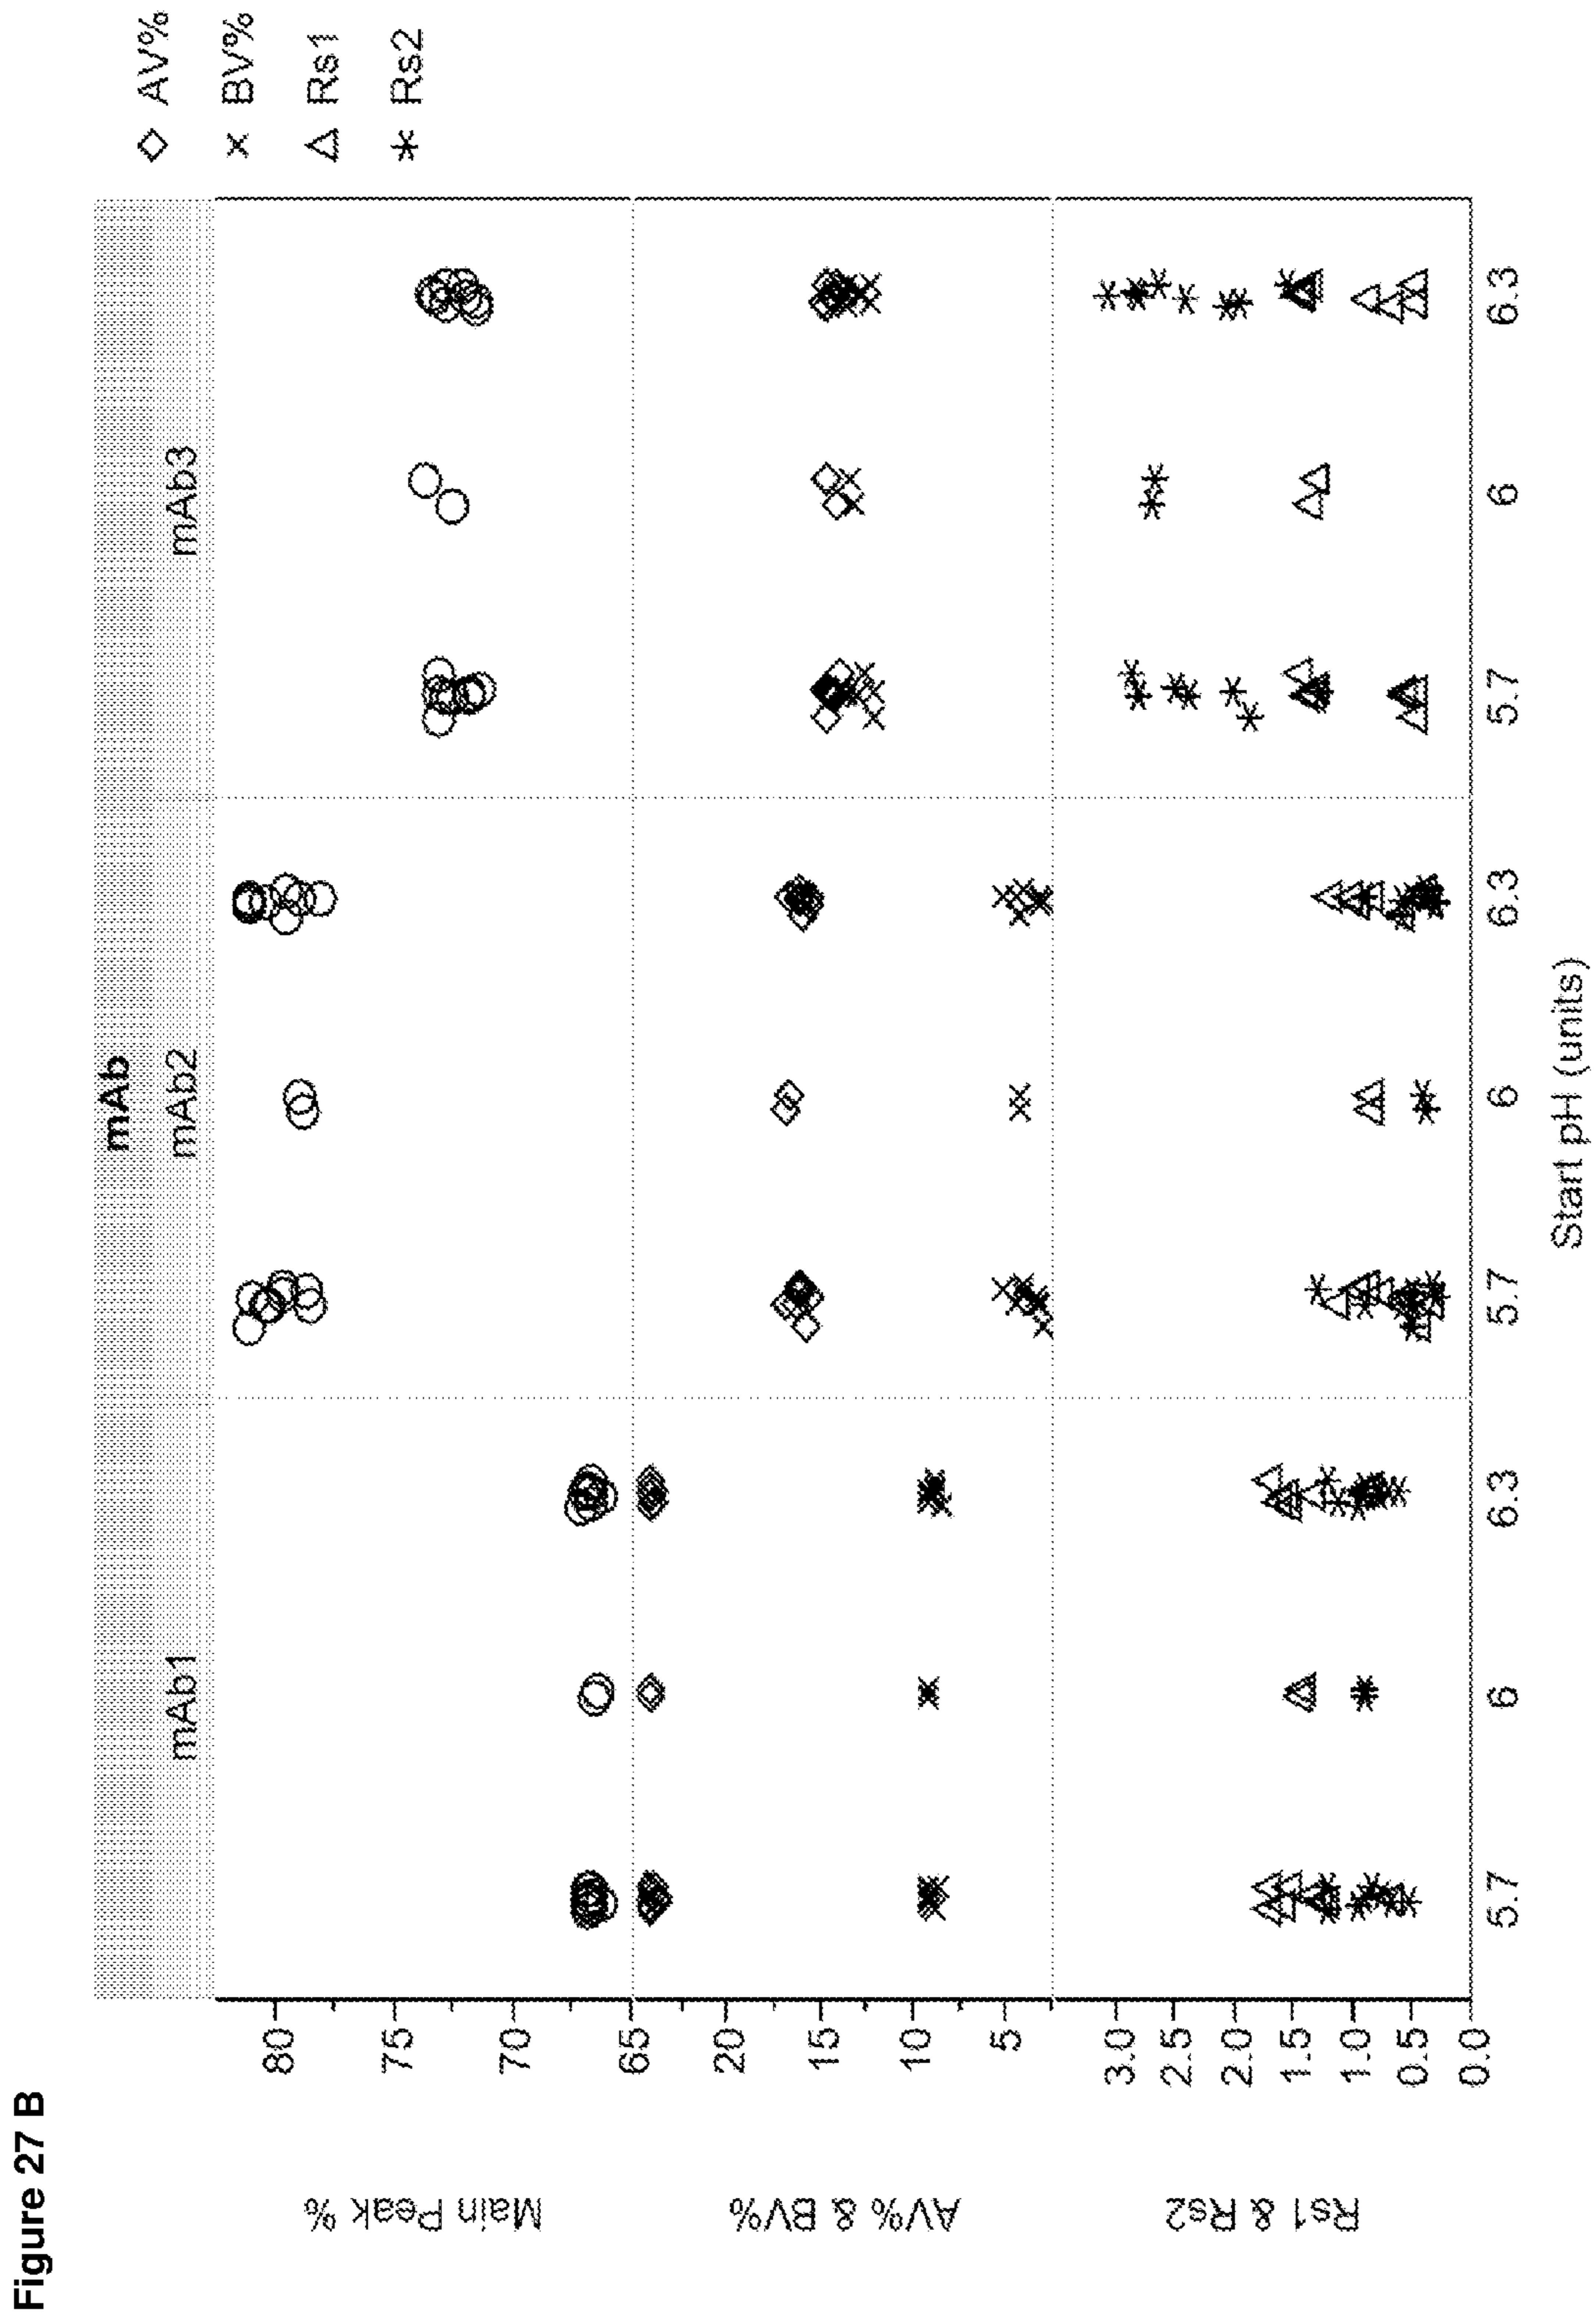 Figure 27 B
mAb
mAb1 mAb2 mAb3
Main Peak %
80
75
70
65
AV% & BV%
20
15
10
5
Rs1 & Rs2
3.0
2.5
2.0
1.5
1.0
0.5
0.0
5.7 6 6.3 5.7 6 6.3 5.7 6 6.3
Start pH (units)
AV%
BV%
Rs1
Rs2